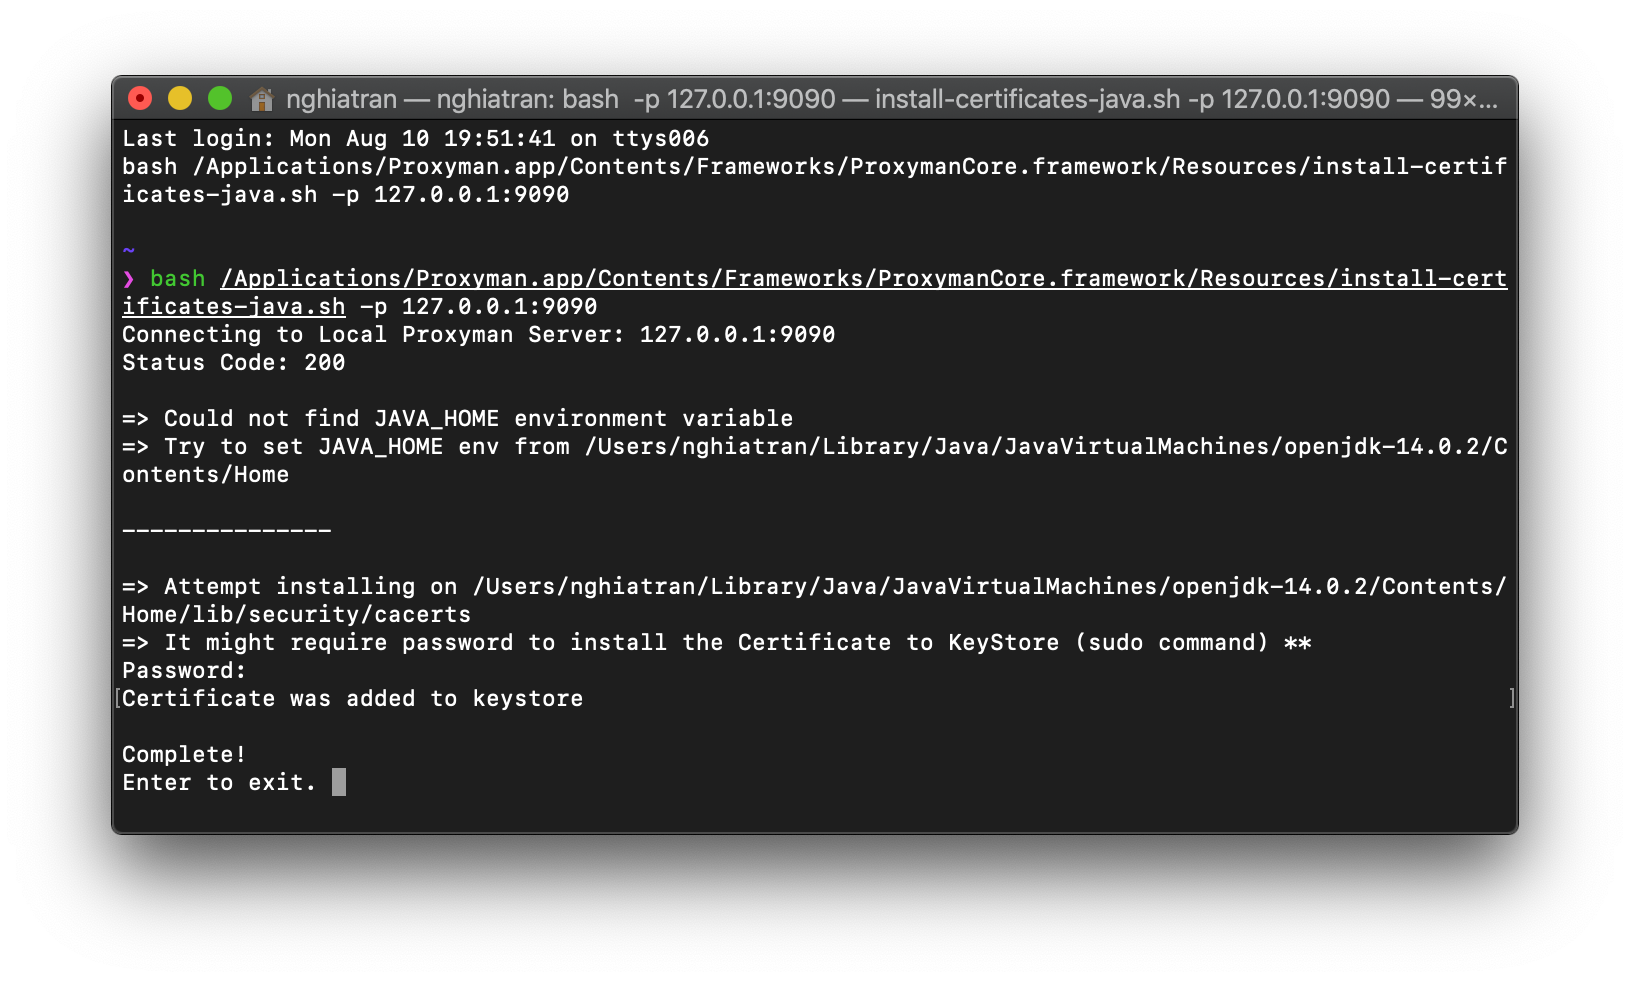 nghiatran — nghiatran: bash -p 127.0.0.1:9090 — install-certificates-java.sh -p 127.0.0.1:9090 — 99×...
Last login: Mon Aug 10 19:51:41 on ttys006
bash /Applications/Proxyman.app/Contents/Frameworks/ProxymanCore.framework/Resources/install-certif
icates-java.sh -p 127.0.0.1:9090
~
❯ bash /Applications/Proxyman.app/Contents/Frameworks/ProxymanCore.framework/Resources/install-cert
ificates-java.sh -p 127.0.0.1:9090
Connecting to Local Proxyman Server: 127.0.0.1:9090
Status Code: 200
=> Could not find JAVA_HOME environment variable
=> Try to set JAVA_HOME env from /Users/nghiatran/Library/Java/JavaVirtualMachines/openjdk-14.0.2/C
ontents/Home
---------------
=> Attempt installing on /Users/nghiatran/Library/Java/JavaVirtualMachines/openjdk-14.0.2/Contents/
Home/lib/security/cacerts
=> It might require password to install the Certificate to KeyStore (sudo command) **
Password:
[Certificate was added to keystore ]
Complete!
Enter to exit.